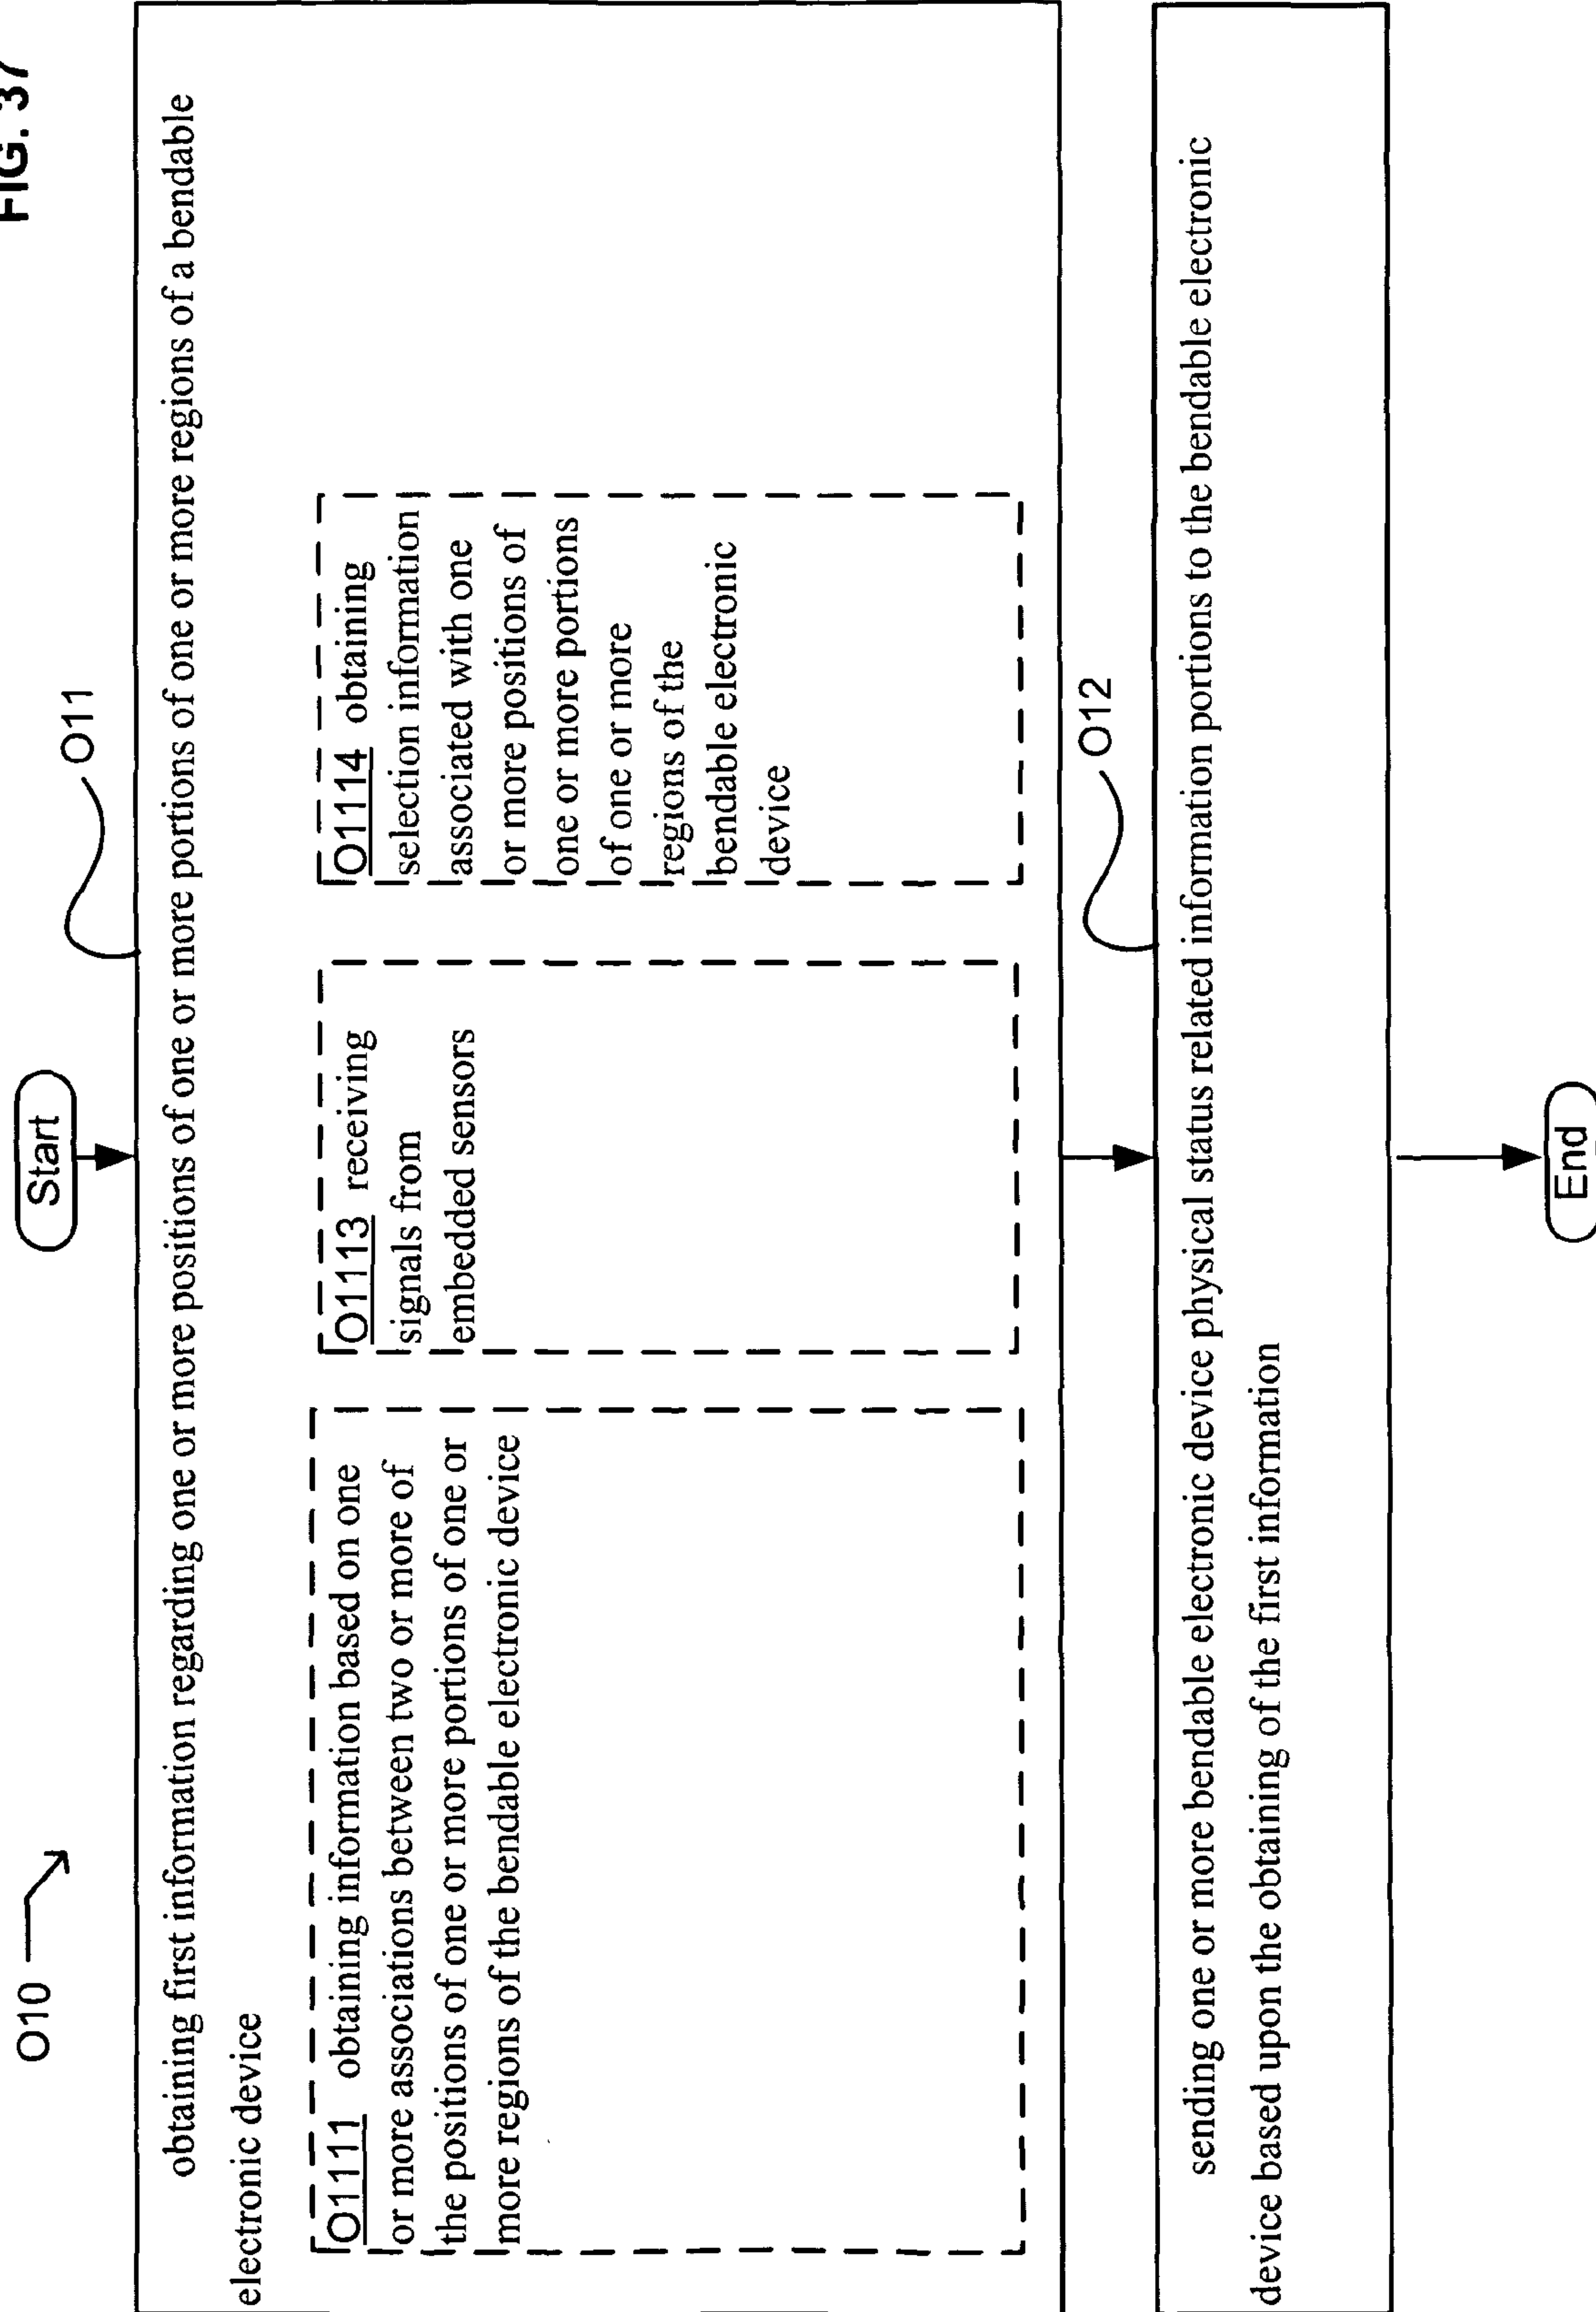 FIG. 37
O10
Start
O11
obtaining first information regarding one or more positions of one or more portions of one or more regions of a bendable
electronic device
O1111 obtaining information based on one
or more associations between two or more of
the positions of one or more portions of one or
more regions of the bendable electronic device
O1113 receiving
signals from
embedded sensors
O1114 obtaining
selection information
associated with one
or more positions of
one or more portions
of one or more
regions of the
bendable electronic
device
O12
sending one or more bendable electronic device physical status related information portions to the bendable electronic
device based upon the obtaining of the first information
End